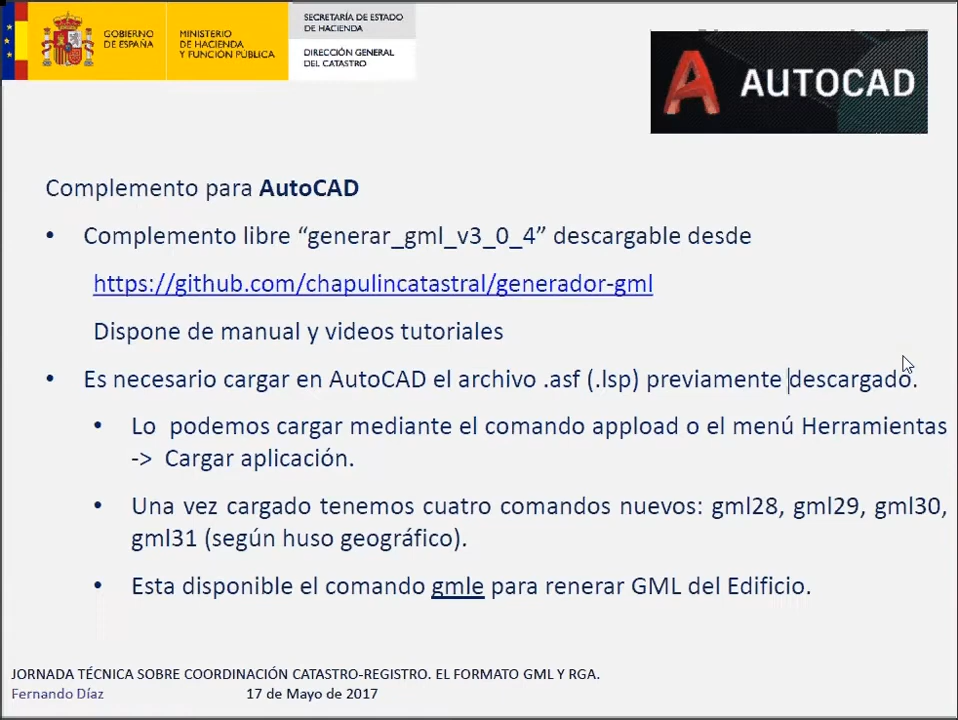 GOBIERNO
DE ESPAÑA
MINISTERIO
DE HACIENDA
Y FUNCIÓN PÚBLICA
SECRETARÍA DE ESTADO
DE HACIENDA
DIRECCIÓN GENERAL
DEL CATASTRO
AUTOCAD
Complemento para AutoCAD
• Complemento libre “generar_gml_v3_0_4” descargable desde
https://github.com/chapulincatastral/generador-gml
Dispone de manual y videos tutoriales
• Es necesario cargar en AutoCAD el archivo .asf (.lsp) previamente descargado.
• Lo podemos cargar mediante el comando appload o el menú Herramientas
-> Cargar aplicación.
• Una vez cargado tenemos cuatro comandos nuevos: gml28, gml29, gml30,
gml31 (según huso geográfico).
• Esta disponible el comando gmle para renerar GML del Edificio.
JORNADA TÉCNICA SOBRE COORDINACIÓN CATASTRO-REGISTRO. EL FORMATO GML Y RGA.
Fernando Díaz 17 de Mayo de 2017